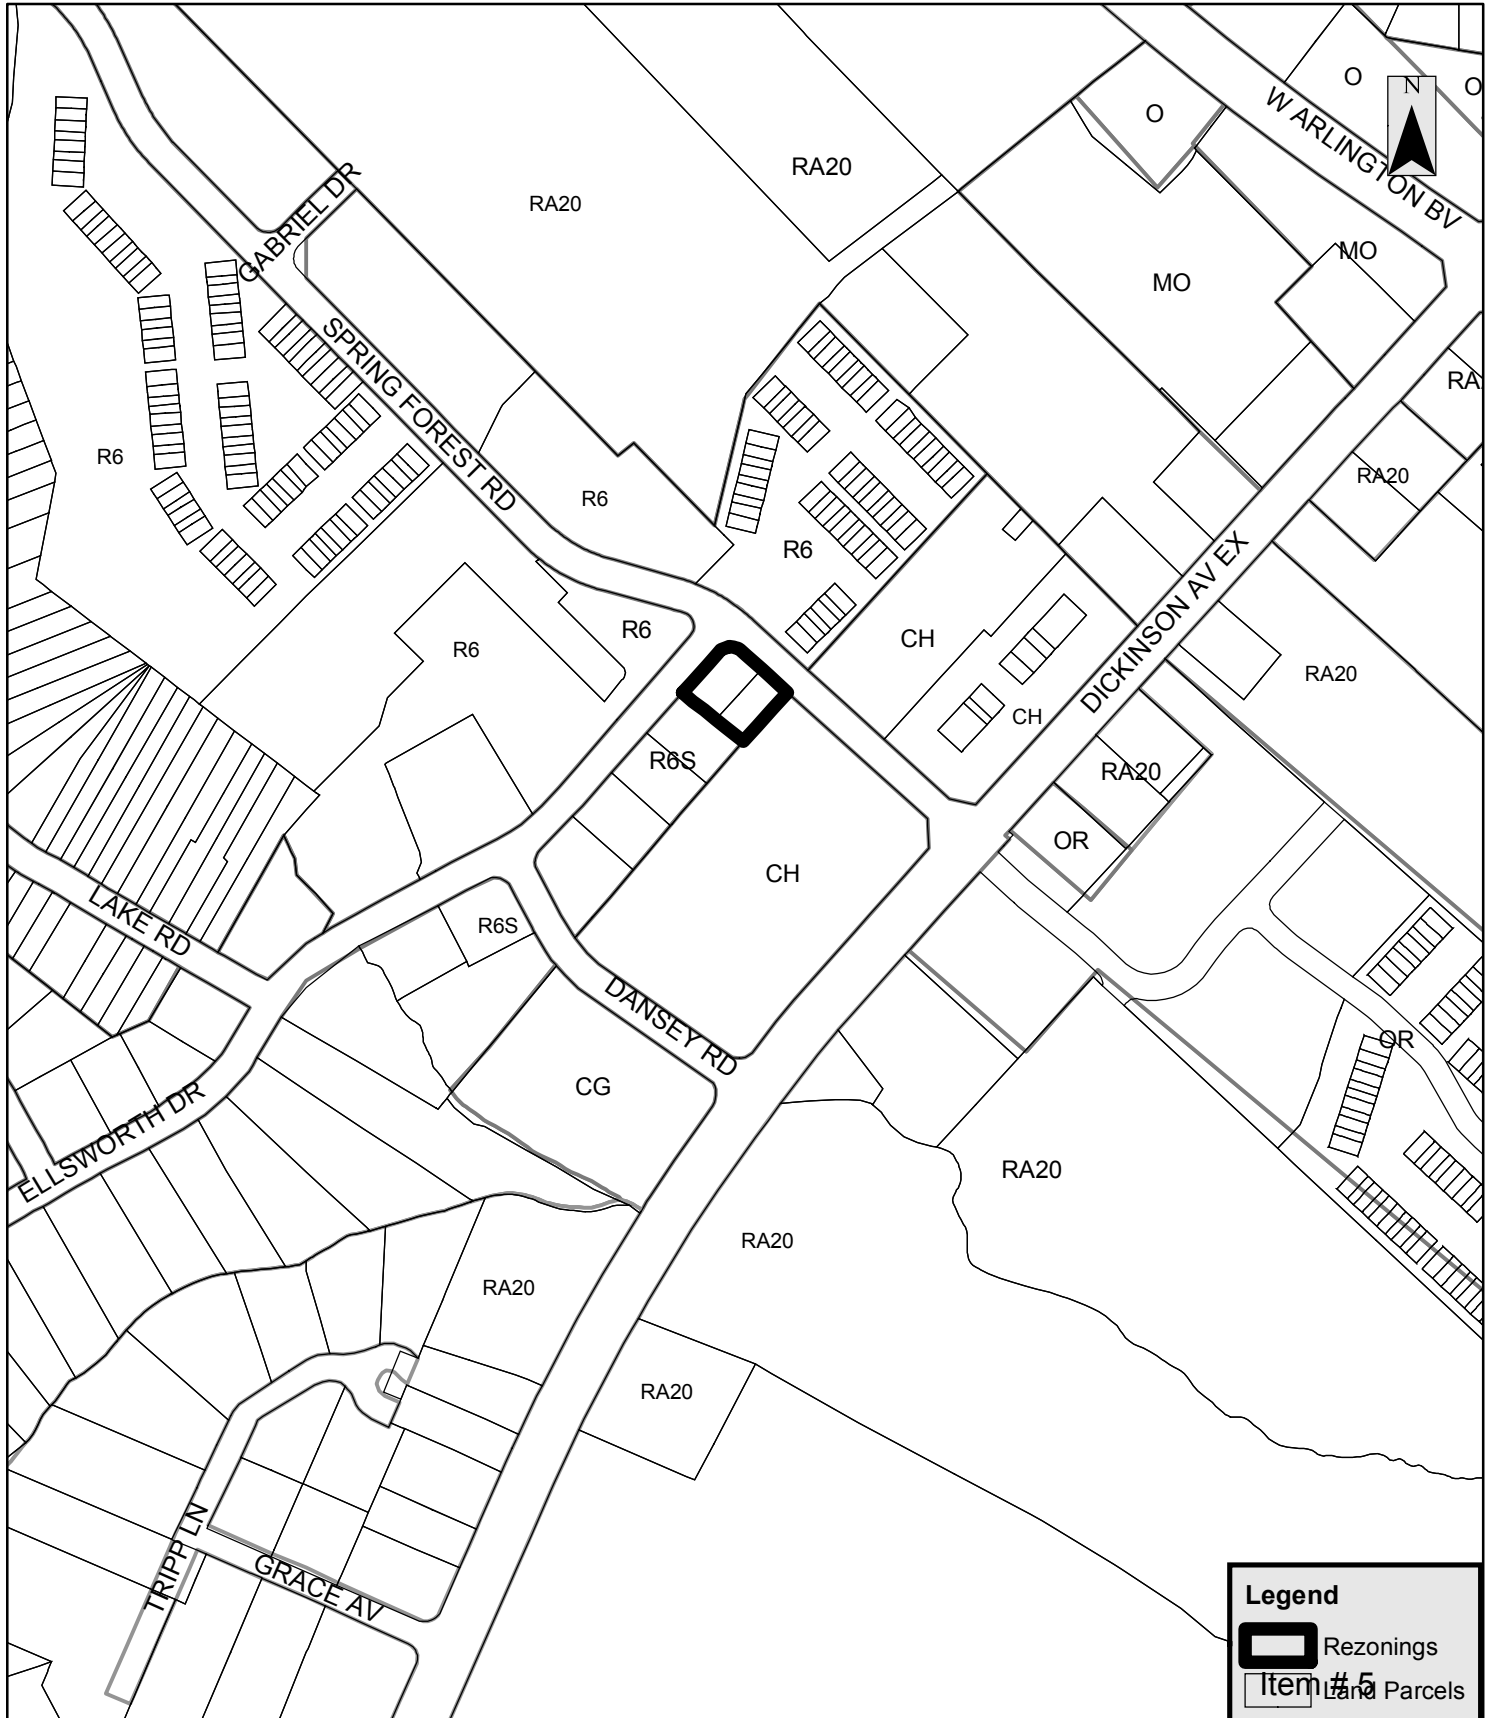 O
O
N
O
W ARLINGTON BV
RA20
GABRIEL DR
RA20
MO
MO
SPRING FOREST RD
RA
R6
RA20
R6
R6
DICKINSON AV EX
R6
CH
R6
RA20
CH
R6S
RA20
OR
CH
LAKE RD
R6S
DANSEY RD
OR
CG
ELLSWORTH DR
RA20
RA20
RA20
RA20
TRIPP LN
GRACE AV
Legend
Rezonings
Item # 5
Land Parcels